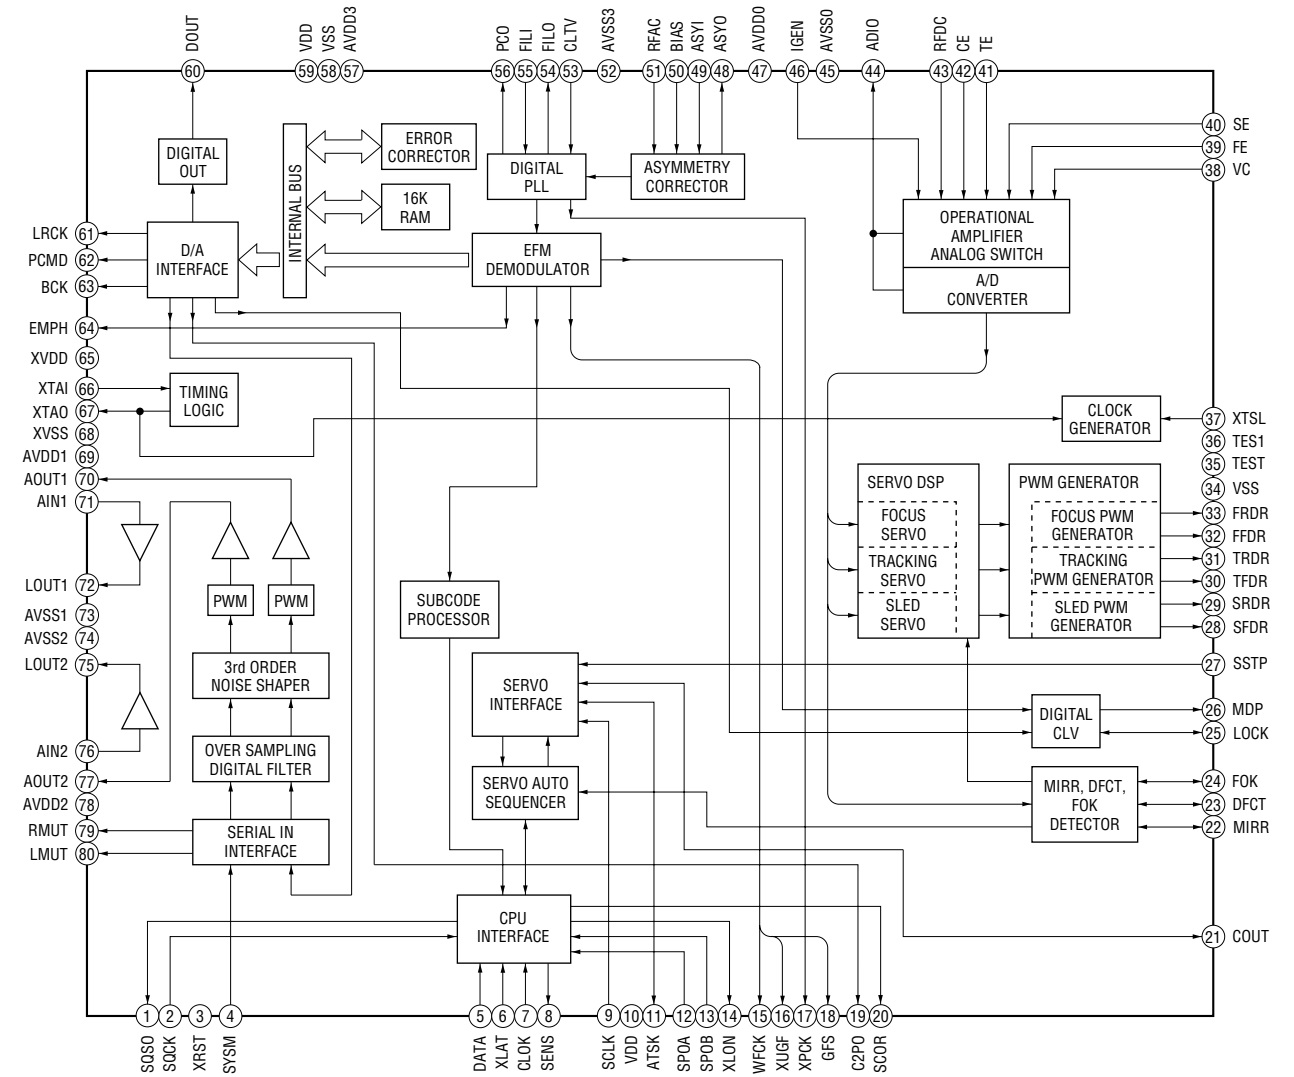 DOUT
VDD
VSS
AVDD3
PCO
FILI
FILO
CLTV
AVSS3
RFAC
BIAS
ASYI
ASYO
AVDD0
IGEN
AVSS0
ADIO
RFDC
CE
TE
60
59
58
57
56
55
54
53
52
51
50
49
48
47
46
45
44
43
42
41
40 SE
39 FE
38 VC
DIGITAL
OUT
INTERNAL BUS
ERROR
CORRECTOR
16K
RAM
DIGITAL
PLL
ASYMMETRY
CORRECTOR
OPERATIONAL
AMPLIFIER
ANALOG SWITCH
A/D
CONVERTER
LRCK 61
PCMD 62
BCK 63
D/A
INTERFACE
EFM
DEMODULATOR
EMPH 64
XVDD 65
XTAI 66
XTAO 67
XVSS 68
AVDD1 69
AOUT1 70
AIN1 71
TIMING
LOGIC
CLOCK
GENERATOR
37 XTSL
36 TES1
35 TEST
34 VSS
33 FRDR
32 FFDR
31 TRDR
30 TFDR
29 SRDR
28 SFDR
SERVO DSP
FOCUS
SERVO
TRACKING
SERVO
SLED
SERVO
PWM GENERATOR
FOCUS PWM
GENERATOR
TRACKING
PWM GENERATOR
SLED PWM
GENERATOR
LOUT1 72
AVSS1 73
AVSS2 74
LOUT2 75
PWM
PWM
SUBCODE
PROCESSOR
3rd ORDER
NOISE SHAPER
SERVO
INTERFACE
27 SSTP
26 MDP
25 LOCK
DIGITAL
CLV
AIN2 76
AOUT2 77
AVDD2 78
RMUT 79
LMUT 80
OVER SAMPLING
DIGITAL FILTER
SERVO AUTO
SEQUENCER
MIRR, DFCT,
FOK
DETECTOR
24 FOK
23 DFCT
22 MIRR
SERIAL IN
INTERFACE
CPU
INTERFACE
21 COUT
1
2
3
4
5
6
7
8
9
10
11
12
13
14
15
16
17
18
19
20
SQSO
SQCK
XRST
SYSM
DATA
XLAT
CLOK
SENS
SCLK
VDD
ATSK
SPOA
SPOB
XLON
WFCK
XUGF
XPCK
GFS
C2PO
SCOR